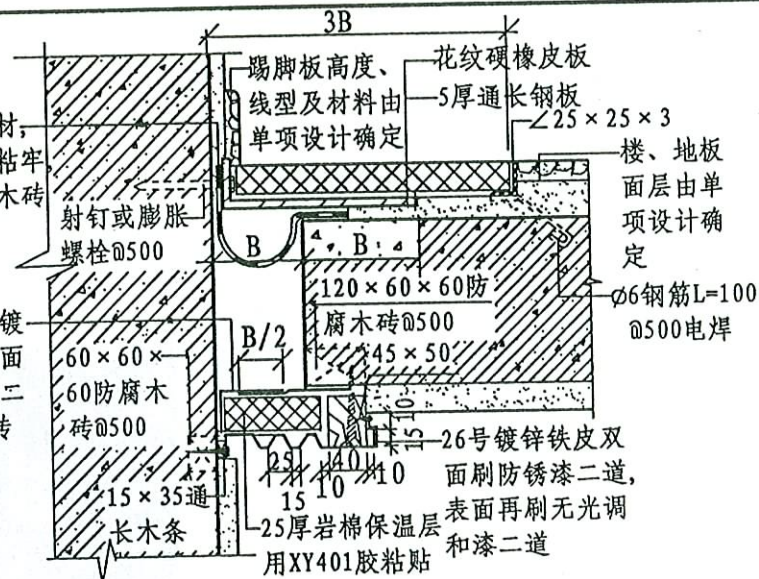 3B
踢脚板高度、
线型及材料由
单项设计确定
花纹硬橡皮板
5厚通长钢板
∠25×25×3
楼、地板
面层由单
项设计确
定
材,
粘牢
木砖
射钉或膨胀
螺栓@500
B
B
120×60×60防
腐木砖@500
45×50
φ6钢筋L=100
@500电焊
镀
面
二
砖
60×60×
60防腐木
砖@500
B/2
10
15
25
15
10
40
10
26号镀锌铁皮双
面刷防锈漆二道,
表面再刷无光调
和漆二道
15×35通
长木条
25厚岩棉保温层
用XY401胶粘贴